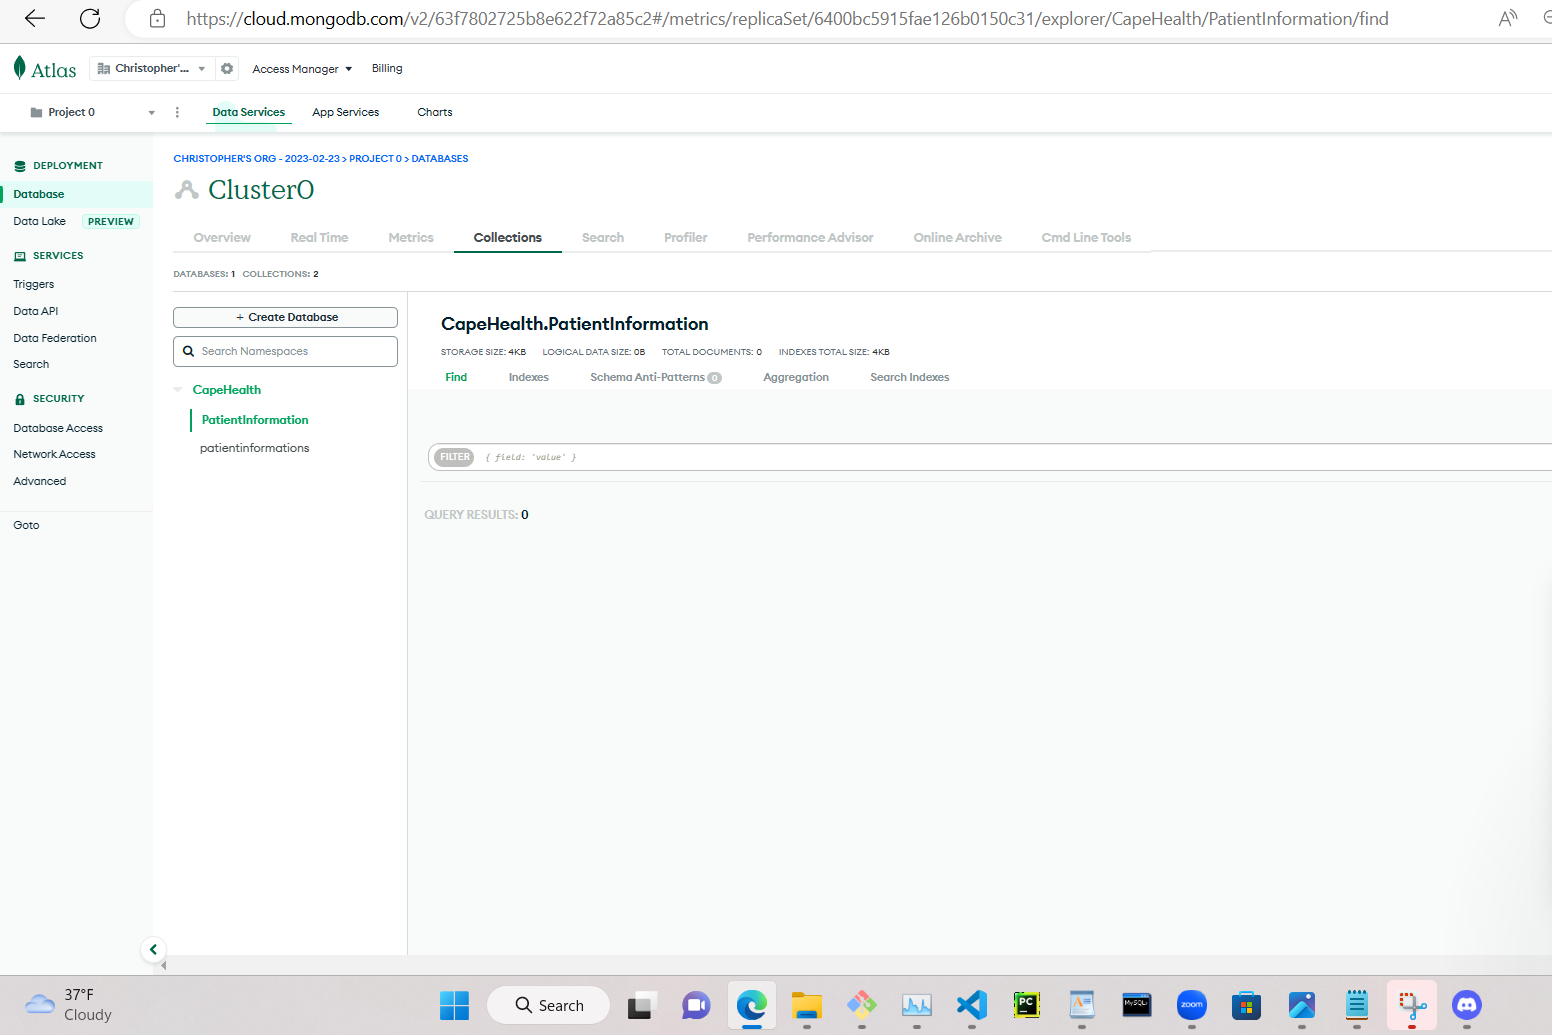 https://cloud.mongodb.com/v2/63f7802725b8e622f72a85c2#/metrics/replicaSet/6400bc5915fae126b0150c31/explorer/CapeHealth/PatientInformation/find
Atlas
Christopher'...
Access Manager
Billing
Project 0
Data Services
App Services
Charts
DEPLOYMENT
Database
Data Lake PREVIEW
SERVICES
Triggers
Data API
Data Federation
Search
SECURITY
Database Access
Network Access
Advanced
Goto
CHRISTOPHER'S ORG - 2023-02-23 > PROJECT 0 > DATABASES
Cluster0
Overview
Real Time
Metrics
Collections
Search
Profiler
Performance Advisor
Online Archive
Cmd Line Tools
DATABASES: 1 COLLECTIONS: 2
+ Create Database
Search Namespaces
CapeHealth
PatientInformation
patientinformations
CapeHealth.PatientInformation
STORAGE SIZE: 4KB LOGICAL DATA SIZE: 0B TOTAL DOCUMENTS: 0 INDEXES TOTAL SIZE: 4KB
Find
Indexes
Schema Anti-Patterns 0
Aggregation
Search Indexes
FILTER { field: 'value' }
QUERY RESULTS: 0
37°F
Cloudy
Search
PC
MySQL
zoom